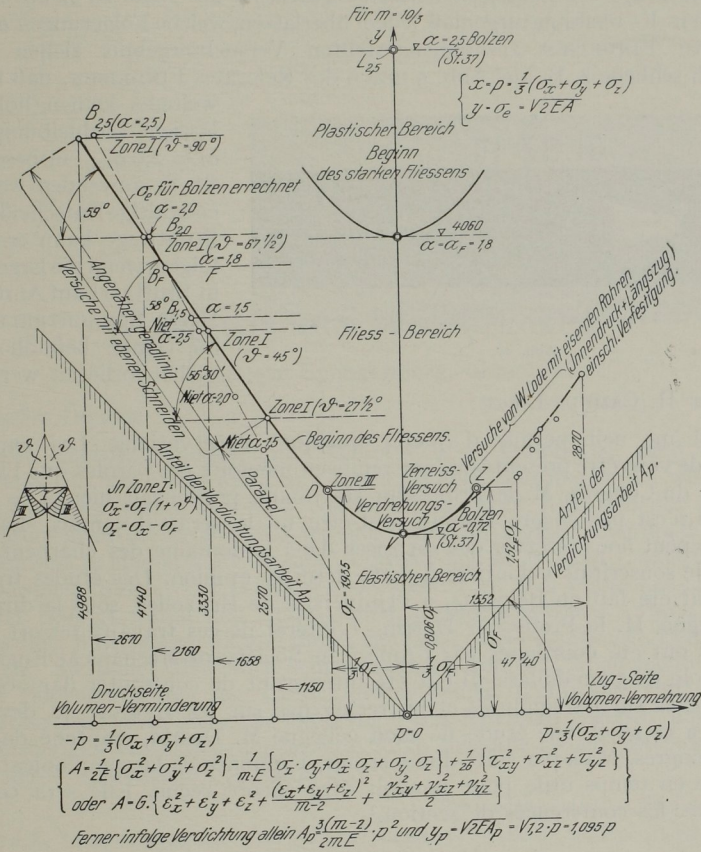 Für m = 10/3
y
α = 2,5 Bolzen
(St.37)
L2,5
x = p = 1/3 (σx + σy + σz)
y = σe = √2EA
B2,5 (α = 2,5)
Zone I (ϑ = 90°)
Plastischer Bereich
Beginn
des starken Fliessens
σe für Bolzen errechnet
59°
α = 2,0
B2,0
Zone I (ϑ = 67 1/2°)
4060
α = αF = 1,8
α = 1,8
BF
F
Angenähert geradlinig
Versuche mit ebenen Schneiden
58°
B1,5
α = 1,5
Niet
α = 2,5
Zone I
(ϑ = 45°)
Fliess - Bereich
Versuche von W. Lode mit eisernen Rohren
(Innendruck + Längszug)
einschl. Verfestigung.
Niet α = 2,0
Zone I (ϑ = 27 1/2°
Niet α = 1,5
Beginn des Fliessens.
2870
ϑ ϑ
I
III III
Jn Zone I:
σx = σF (1 + ϑ)
σz = σx - σF
Anteil der Verdichtungsarbeit Ap
Parabel
D
Zone III
Zerreiss-
Versuch
Z
Verdrehungs-
Versuch
Bolzen
α = 0,72
(St.37)
Anteil der
Verdichtungsarbeit Ap.
Elastischer Bereich
1,52 σF
1552
4988
4140
3330
2570
σF = 1935
0,806 σF
σF
2670
2160
1658
1150
1/3 σF
1/3 σF
47°40'
Druckseite
Volumen-Verminderung
Zug-Seite
Volumen-Vermehrung
-p = 1/3 (σx + σy + σz)
p = 0
p = 1/3 (σx + σy + σz)
A = 1/2E {σx² + σy² + σz²} - 1/m·E {σx · σy + σx · σz + σy · σz} + 1/2G {τxy² + τxz² + τyz²}
oder A = G · {εx² + εy² + εz² + (εx + εy + εz)²/m-2 + γxy² + γxz² + γyz²/2}
Ferner infolge Verdichtung allein Ap = 3(m-2)/2mE · p² und yp = √2EAp = √1,2 · p = 1,095 p